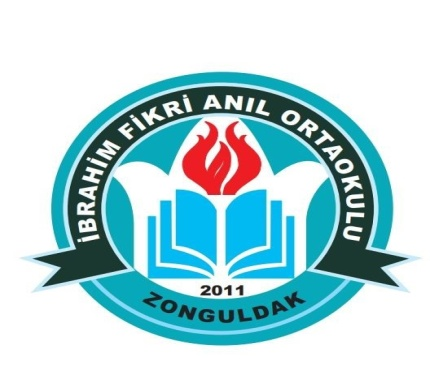 İBRAHİM FİKRİ ANIL ORTAOKULU
2011
ZONGULDAK